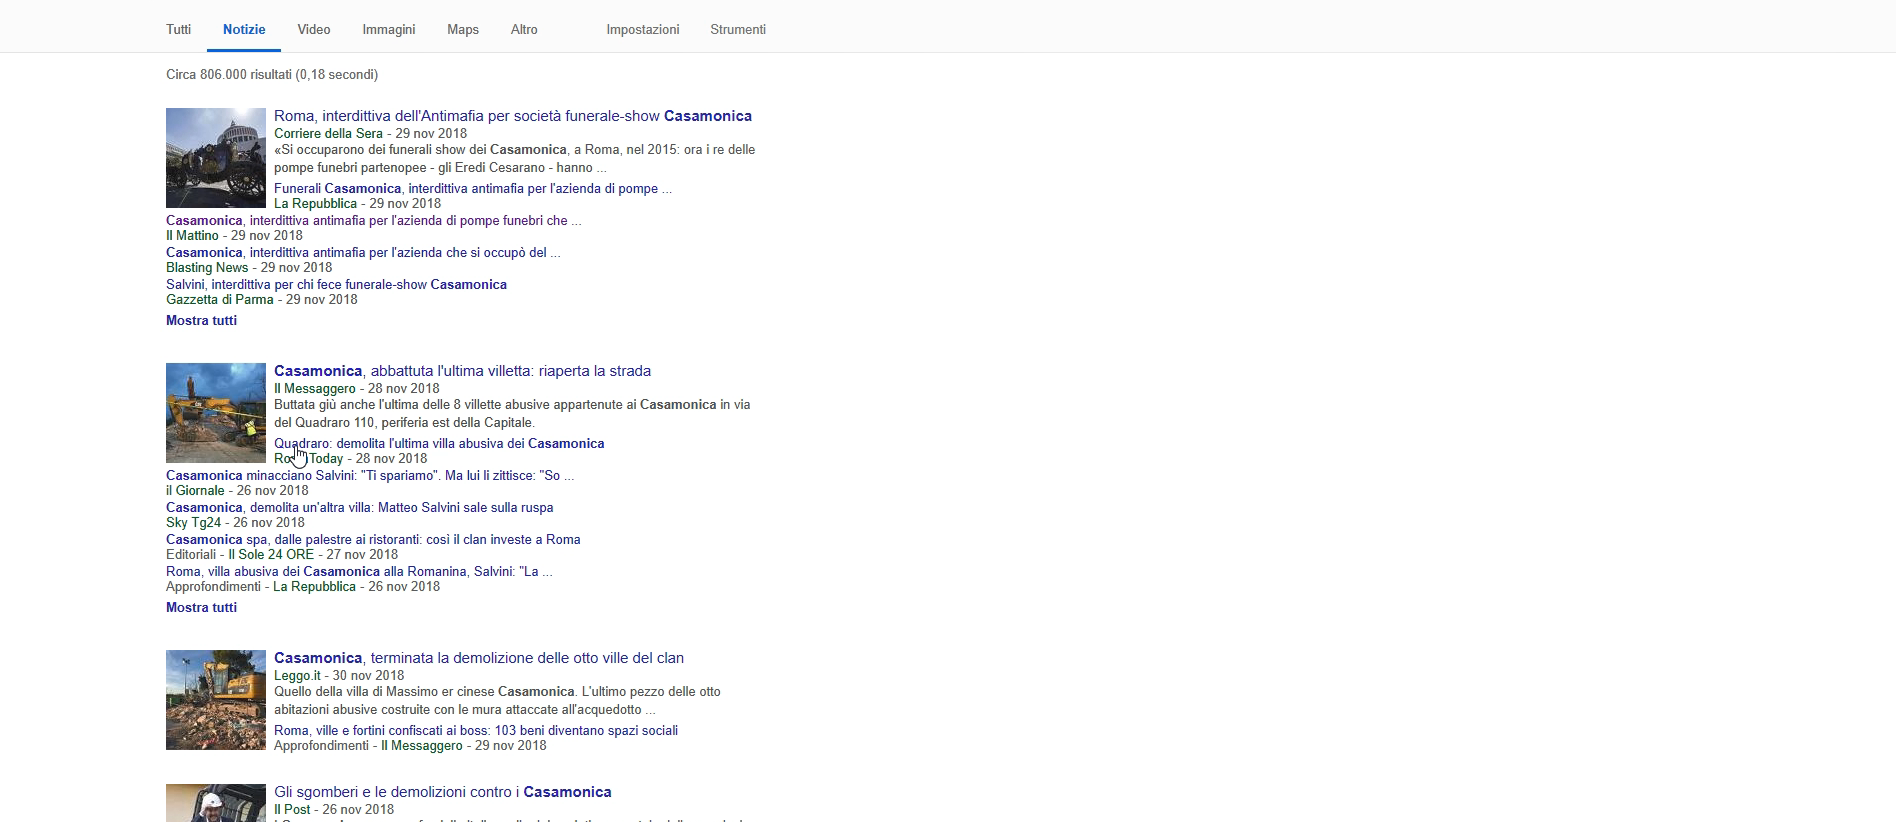 Tutti Notizie Video Immagini Maps Altro Impostazioni Strumenti
Circa 806.000 risultati (0,18 secondi)
Roma, interdittiva dell'Antimafia per società funerale-show Casamonica
Corriere della Sera - 29 nov 2018
«Si occuparono dei funerali show dei Casamonica, a Roma, nel 2015: ora i re delle
pompe funebri partenopee - gli Eredi Cesarano - hanno ...
Funerali Casamonica, interdittiva antimafia per l'azienda di pompe ...
La Repubblica - 29 nov 2018
Casamonica, interdittiva antimafia per l'azienda di pompe funebri che ...
Il Mattino - 29 nov 2018
Casamonica, interdittiva antimafia per l'azienda che si occupò del ...
Blasting News - 29 nov 2018
Salvini, interdittiva per chi fece funerale-show Casamonica
Gazzetta di Parma - 29 nov 2018
Mostra tutti
Casamonica, abbattuta l'ultima villetta: riaperta la strada
Il Messaggero - 28 nov 2018
Buttata giù anche l'ultima delle 8 villette abusive appartenute ai Casamonica in via
del Quadraro 110, periferia est della Capitale.
Quadraro: demolita l'ultima villa abusiva dei Casamonica
RomaToday - 28 nov 2018
Casamonica minacciano Salvini: "Ti spariamo". Ma lui li zittisce: "So ...
il Giornale - 26 nov 2018
Casamonica, demolita un'altra villa: Matteo Salvini sale sulla ruspa
Sky Tg24 - 26 nov 2018
Casamonica spa, dalle palestre ai ristoranti: così il clan investe a Roma
Editoriali - Il Sole 24 ORE - 27 nov 2018
Roma, villa abusiva dei Casamonica alla Romanina, Salvini: "La ...
Approfondimenti - La Repubblica - 26 nov 2018
Mostra tutti
Casamonica, terminata la demolizione delle otto ville del clan
Leggo.it - 30 nov 2018
Quello della villa di Massimo er cinese Casamonica. L'ultimo pezzo delle otto
abitazioni abusive costruite con le mura attaccate all'acquedotto ...
Roma, ville e fortini confiscati ai boss: 103 beni diventano spazi sociali
Approfondimenti - Il Messaggero - 29 nov 2018
Gli sgomberi e le demolizioni contro i Casamonica
Il Post - 26 nov 2018